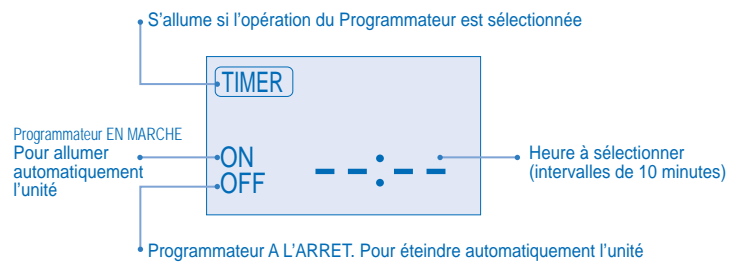 S'allume si l'opération du Programmateur est sélectionnée
TIMER
Programmateur EN MARCHE
Pour allumer
automatiquement
l'unité
ON
OFF
--:--
Heure à sélectionner
(intervalles de 10 minutes)
Programmateur A L'ARRET. Pour éteindre automatiquement l'unité